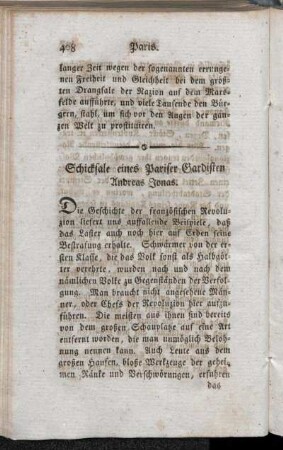 408 Paris.
langer Zeit wegen der sogenannten errunge-
nen Freiheit und Gleichheit bei dem größ-
ten Drangsale der Nazion auf dem Mars-
felde aufführte, und viele Tausende den Bür-
gern, stahl, um sich vor den Augen der gan-
zen Welt zu prostituiren.
Schicksale eines Pariser Gardisten
Andreas Jonas.
Die Geschichte der französischen Revolu-
zion liefert uns auffallende Beispiele, daß
das Laster auch noch hier auf Erden seine
Bestrafung erhalte. Schwärmer von der er-
sten Klasse, die das Volk sonst als Halbgöt-
ter verehrte, wurden nach und nach dem
nämlichen Volke zu Gegenständen der Verfol-
gung. Man braucht nicht angesehene Män-
ner, oder Chefs der Revoluzion hier aufzu-
führen. Die meisten aus ihnen sind bereits
von dem großen Schauplatze auf eine Art
entfernt worden, die man unmöglich Beloh-
nung nennen kann. Auch Leute aus dem
großen Haufen, bloße Werkzeuge der gehei-
men Ränke und Verschwörungen, erfuhren
das